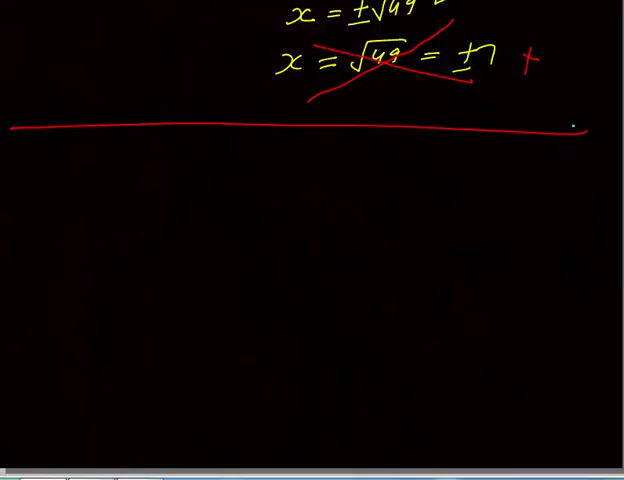 x = ±√49
x = √49 = ±7 ×